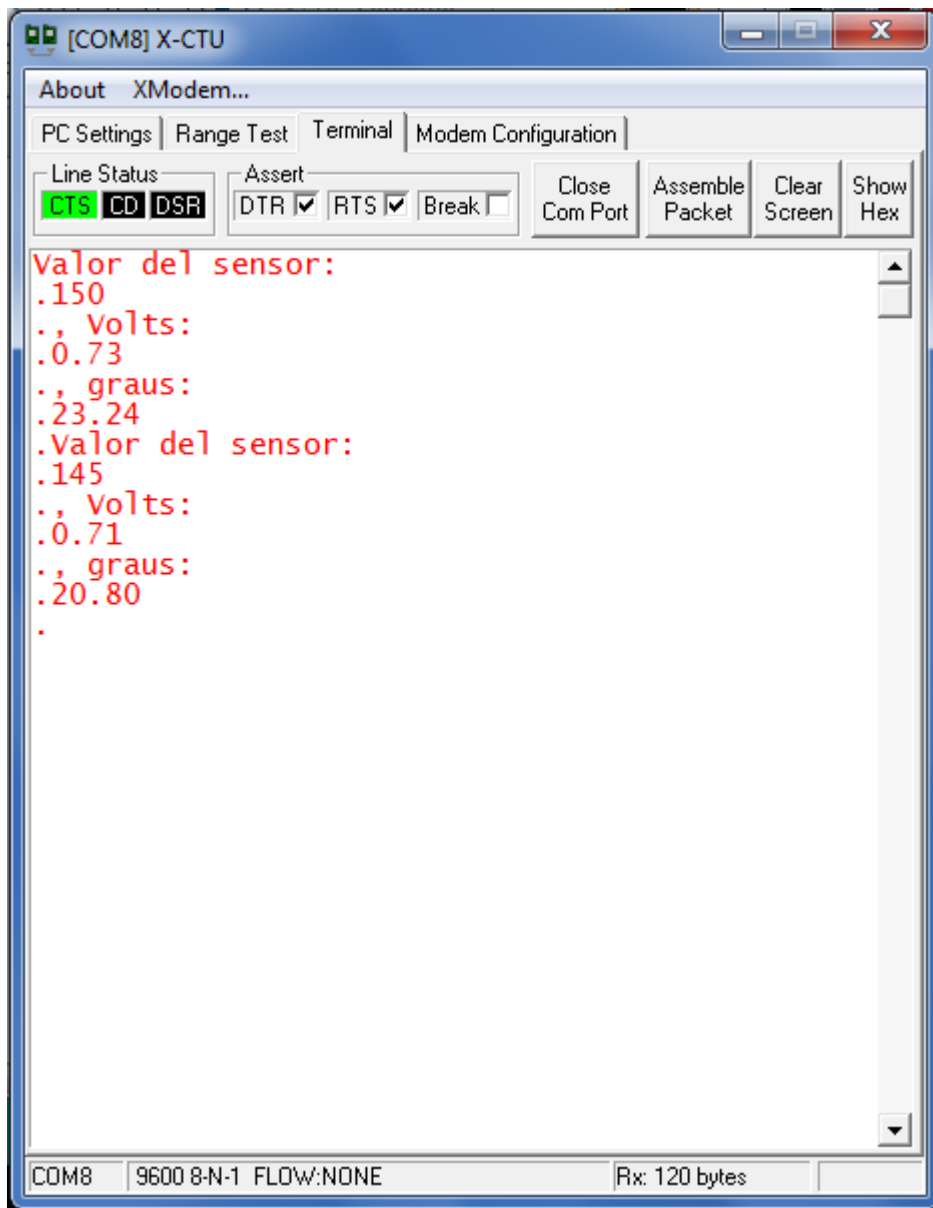 [COM8] X-CTU
About XModem...
PC Settings Range Test Terminal Modem Configuration
Line Status Assert
CTS CD DSR DTR RTS Break
Close Com Port
Assemble Packet
Clear Screen
Show Hex
Valor del sensor:
.150
., Volts:
.0.73
., graus:
.23.24
.Valor del sensor:
.145
., Volts:
.0.71
., graus:
.20.80
.
COM8 9600 8-N-1 FLOW:NONE Rx: 120 bytes